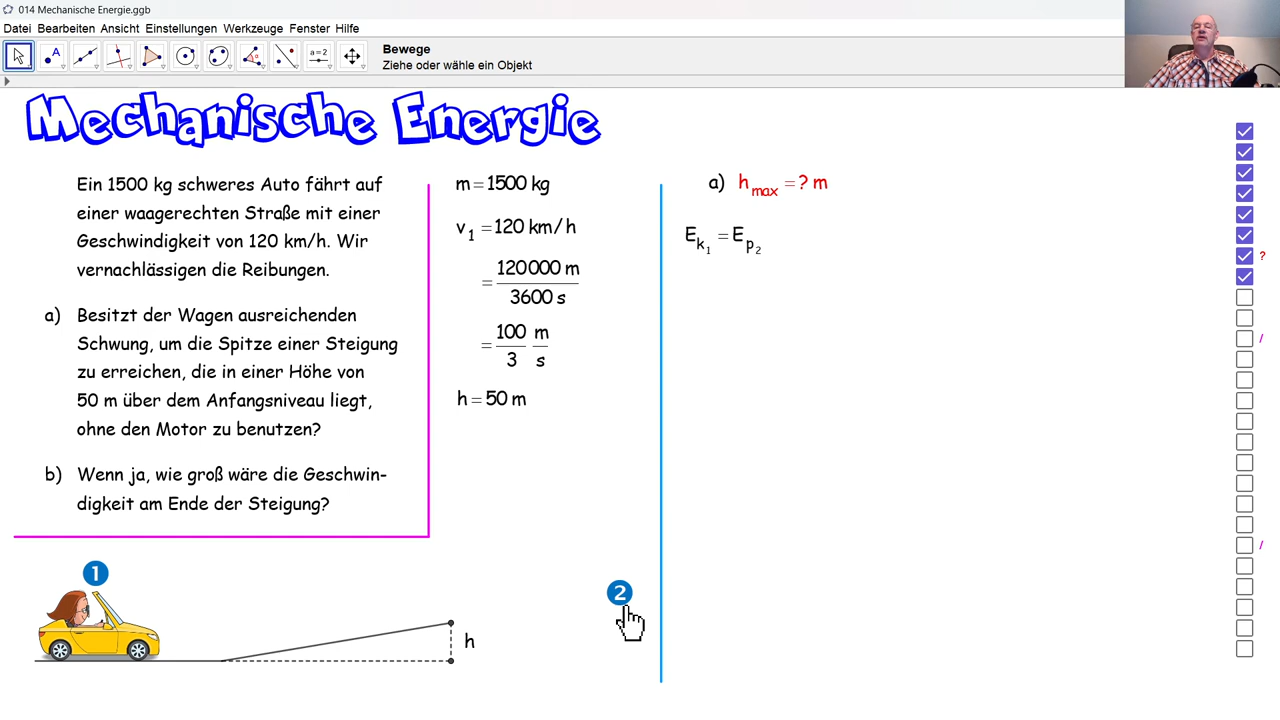 014 Mechanische Energie.ggb
Datei Bearbeiten Ansicht Einstellungen Werkzeuge Fenster Hilfe
A
a=2
Bewege
Ziehe oder wähle ein Objekt
Mechanische Energie
Ein 1500 kg schweres Auto fährt auf
einer waagerechten Straße mit einer
Geschwindigkeit von 120 km/h. Wir
vernachlässigen die Reibungen.
a) Besitzt der Wagen ausreichenden
Schwung, um die Spitze einer Steigung
zu erreichen, die in einer Höhe von
50 m über dem Anfangsniveau liegt,
ohne den Motor zu benutzen?
b) Wenn ja, wie groß wäre die Geschwin-
digkeit am Ende der Steigung?
m = 1500 kg
v1 = 120 km/h
= 120000 m / 3600 s
= 100/3 m/s
h = 50 m
a) hmax = ? m
Ek1 = Ep2
?
/
/
1
2
h